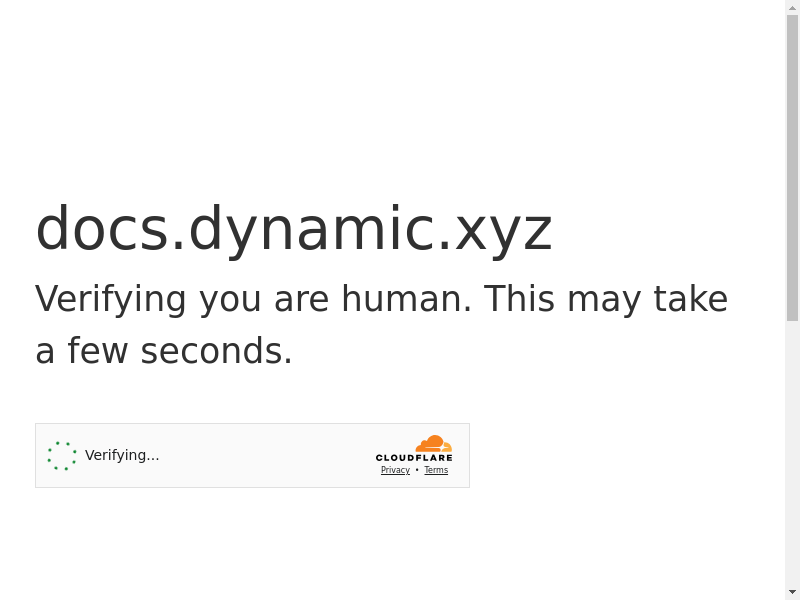 docs.dynamic.xyz
Verifying you are human. This may take
a few seconds.
Verifying...
CLOUDFLARE
Privacy • Terms